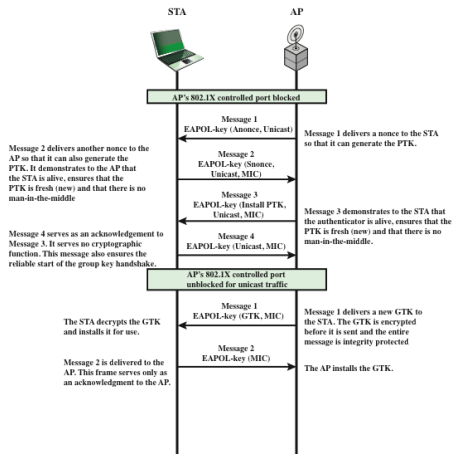 STA
AP
AP's 802.1X controlled port blocked
Message 1
EAPOL-key (Anonce, Unicast)
Message 1 delivers a nonce to the STA
so that it can generate the PTK.
Message 2 delivers another nonce to the
AP so that it can also generate the
PTK. It demonstrates to the AP that
the STA is alive, ensures that the
PTK is fresh (new) and that there is no
man-in-the-middle
Message 2
EAPOL-key (Snonce,
Unicast, MIC)
Message 3
EAPOL-key (Install PTK,
Unicast, MIC)
Message 3 demonstrates to the STA that
the authenticator is alive, ensures that the
PTK is fresh (new) and that there is no
man-in-the-middle.
Message 4 serves as an acknowledgement to
Message 3. It serves no cryptographic
function. This message also ensures the
reliable start of the group key handshake.
Message 4
EAPOL-key (Unicast, MIC)
AP's 802.1X controlled port
unblocked for unicast traffic
Message 1
EAPOL-key (GTK, MIC)
Message 1 delivers a new GTK to
the STA. The GTK is encrypted
before it is sent and the entire
message is integrity protected
The STA decrypts the GTK
and installs it for use.
Message 2
EAPOL-key (MIC)
Message 2 is delivered to the
AP. This frame serves only as
an acknowledgment to the AP.
The AP installs the GTK.